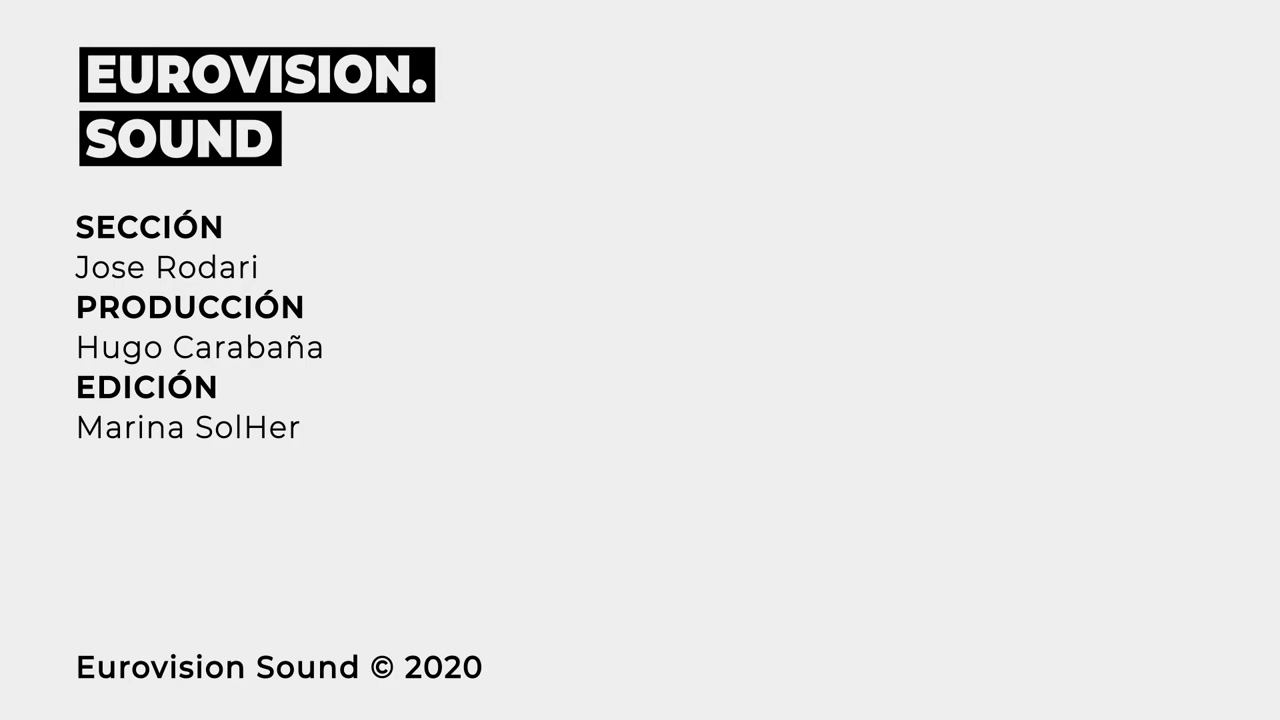 EUROVISION.
SOUND
SECCIÓN
Jose Rodari
PRODUCCIÓN
Hugo Carabaña
EDICIÓN
Marina SolHer
Eurovision Sound © 2020